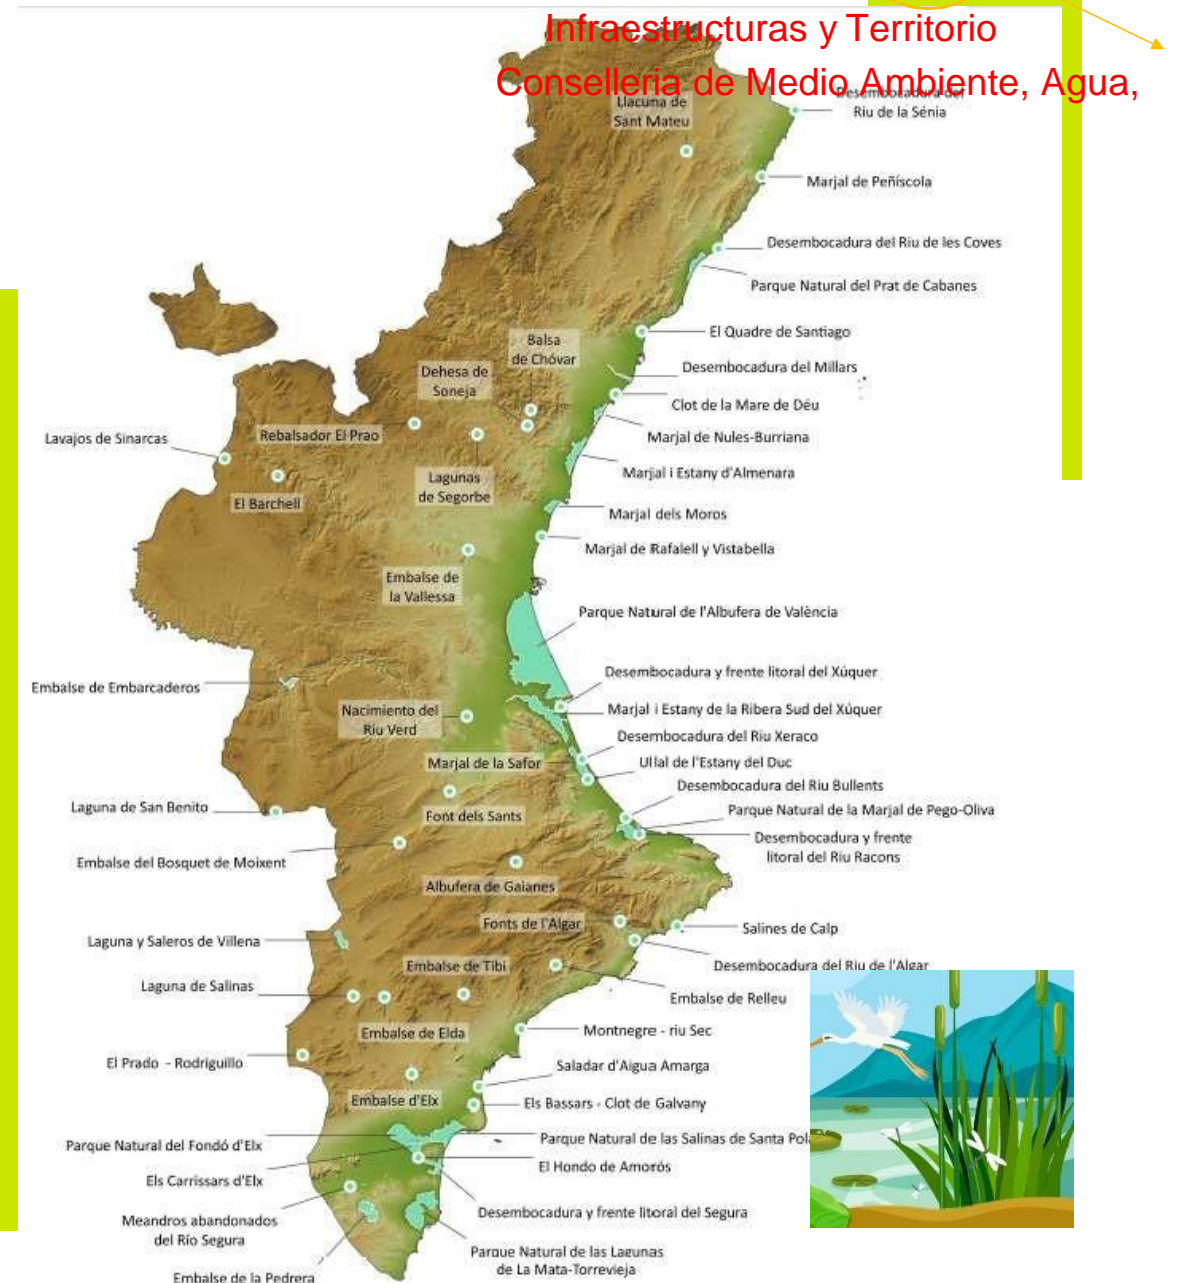 Infraestructuras y Territorio
Conselleria de Medio Ambiente, Agua,
Desembocadura del
Riu de la Sénia
Llacuna de
Sant Mateu
Marjal de Peñíscola
Desembocadura del Riu de les Coves
Parque Natural del Prat de Cabanes
El Quadre de Santiago
Balsa
de Chóvar
Desembocadura del Millars
Dehesa de
Soneja
Clot de la Mare de Déu
Rebalsador El Prao
Marjal de Nules-Burriana
Lavajos de Sinarcas
Marjal i Estany d'Almenara
Lagunas
de Segorbe
El Barchell
Marjal dels Moros
Marjal de Rafalell y Vistabella
Embalse de
la Vallessa
Parque Natural de l'Albufera de València
Desembocadura y frente litoral del Xúquer
Embalse de Embarcaderos
Nacimiento del
Riu Verd
Marjal i Estany de la Ribera Sud del Xúquer
Desembocadura del Riu Xeraco
Marjal de la Safor
Ullal de l'Estany del Duc
Desembocadura del Riu Bullents
Laguna de San Benito
Font dels Sants
Parque Natural de la Marjal de Pego-Oliva
Desembocadura y frente
litoral del Riu Racons
Embalse del Bosquet de Moixent
Albufera de Gaianes
Fonts de l'Algar
Salines de Calp
Laguna y Saleros de Villena
Embalse de Tibi
Desembocadura del Riu de l'Algar
Laguna de Salinas
Embalse de Relleu
Embalse de Elda
Montnegre - riu Sec
El Prado - Rodriguillo
Saladar d'Aigua Amarga
Embalse d'Elx
Els Bassars - Clot de Galvany
Parque Natural del Fondó d'Elx
Parque Natural de las Salinas de Santa Pola
El Hondo de Amorós
Els Carrissars d'Elx
Desembocadura y frente litoral del Segura
Meandros abandonados
del Río Segura
Parque Natural de las Lagunas
de La Mata-Torrevieja
Embalse de la Pedrera